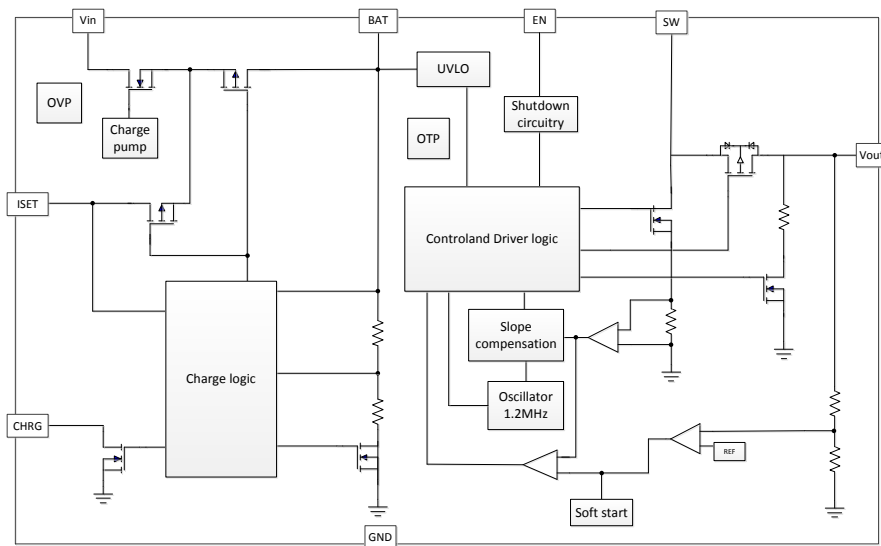 Vin
BAT
EN
SW
UVLO
OVP
Shutdown
circuitry
Charge
pump
OTP
Vout
ISET
Controland Driver logic
Slope
compensation
Charge logic
Oscillator
1.2MHz
CHRG
REF
Soft start
GND